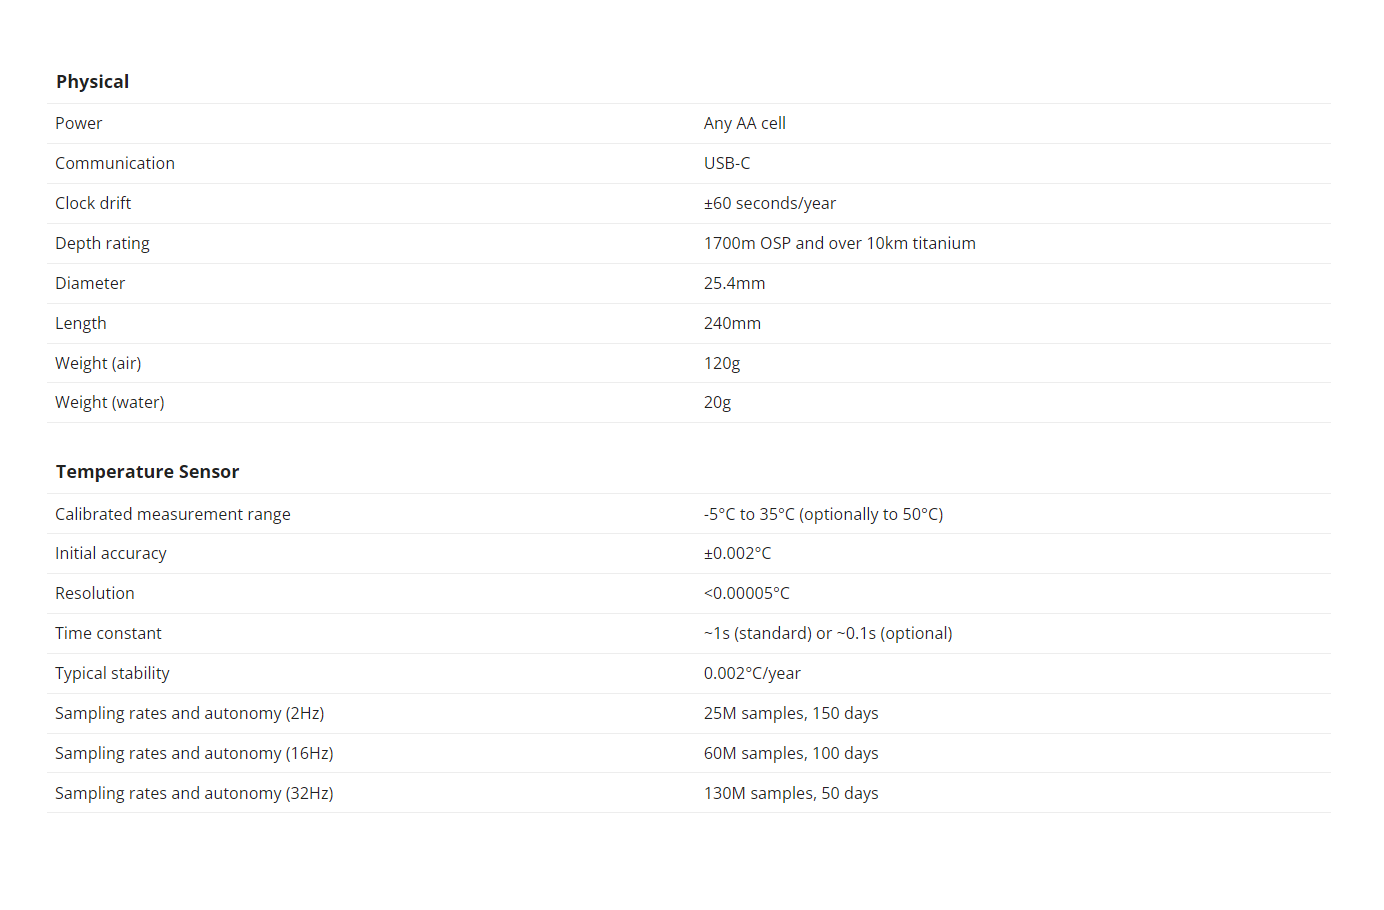 Physical
Power Any AA cell
Communication USB-C
Clock drift ±60 seconds/year
Depth rating 1700m OSP and over 10km titanium
Diameter 25.4mm
Length 240mm
Weight (air) 120g
Weight (water) 20g
Temperature Sensor
Calibrated measurement range -5°C to 35°C (optionally to 50°C)
Initial accuracy ±0.002°C
Resolution <0.00005°C
Time constant ~1s (standard) or ~0.1s (optional)
Typical stability 0.002°C/year
Sampling rates and autonomy (2Hz) 25M samples, 150 days
Sampling rates and autonomy (16Hz) 60M samples, 100 days
Sampling rates and autonomy (32Hz) 130M samples, 50 days